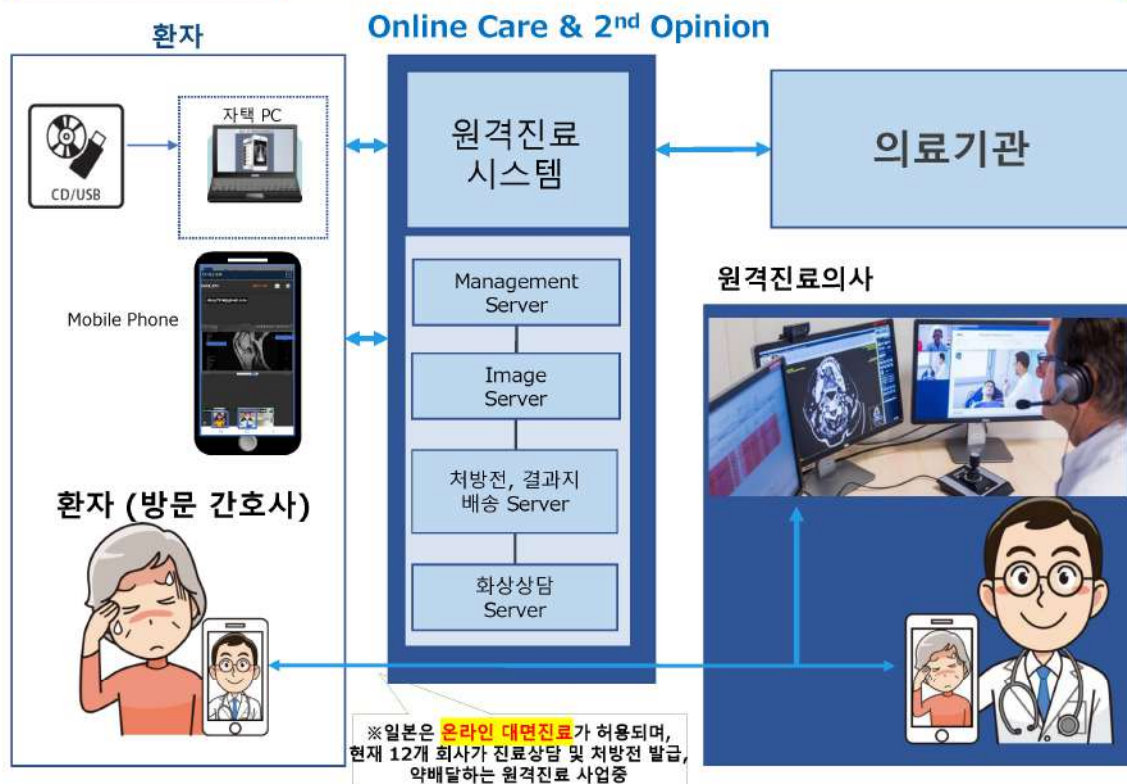 Online Care & 2nd Opinion
환자
CD/USB
자택 PC
Mobile Phone
환자 (방문 간호사)
원격진료
시스템
Management
Server
Image
Server
처방전, 결과지
배송 Server
화상상담
Server
의료기관
원격진료의사
※일본은 온라인 대면진료가 허용되며,
현재 12개 회사가 진료상담 및 처방전 발급,
약배달하는 원격진료 사업중